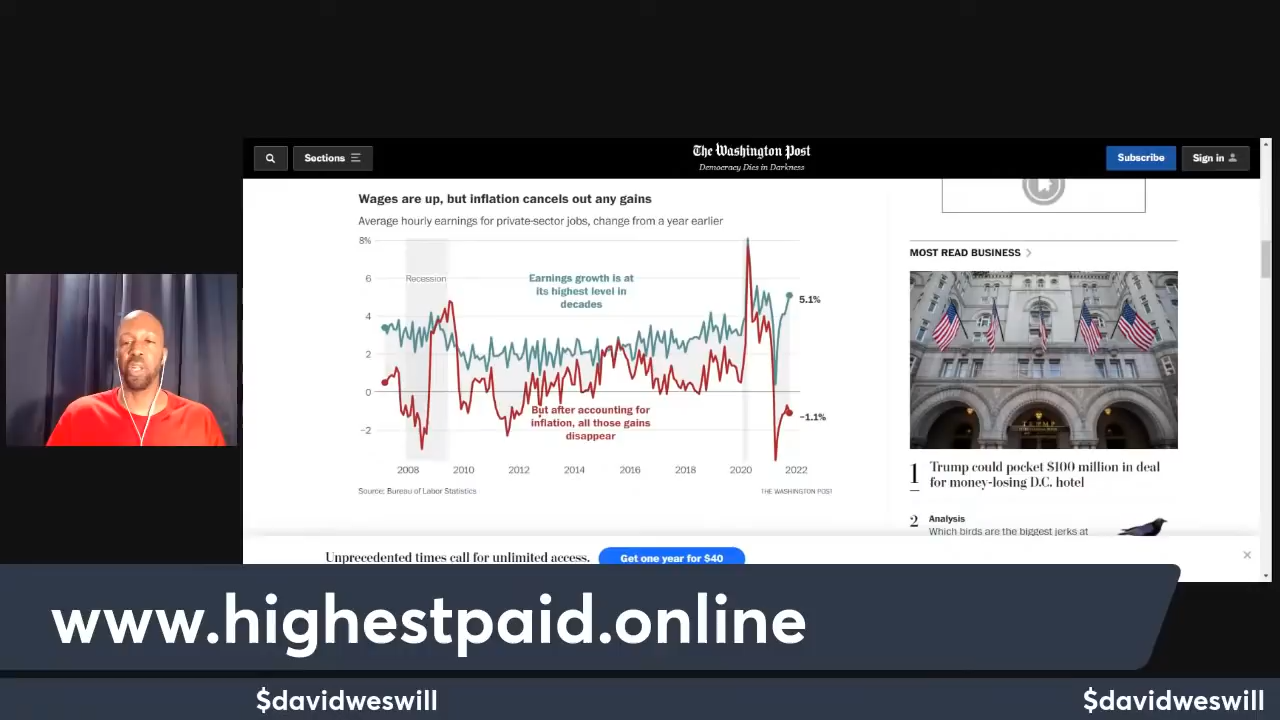 Sections
The Washington Post
Democracy Dies in Darkness
Subscribe
Sign in
Wages are up, but inflation cancels out any gains
Average hourly earnings for private-sector jobs, change from a year earlier
8%
6
4
2
0
-2
Recession
Earnings growth is at
its highest level in
decades
5.1%
But after accounting for
inflation, all those gains
disappear
-1.1%
2008
2010
2012
2014
2016
2018
2020
2022
Source: Bureau of Labor Statistics
THE WASHINGTON POST
MOST READ BUSINESS
TRUMP
1
Trump could pocket $100 million in deal
for money-losing D.C. hotel
2
Analysis
Which birds are the biggest jerks at
Unprecedented times call for unlimited access.
Get one year for $40
www.highestpaid.online
$davidweswill
$davidweswill